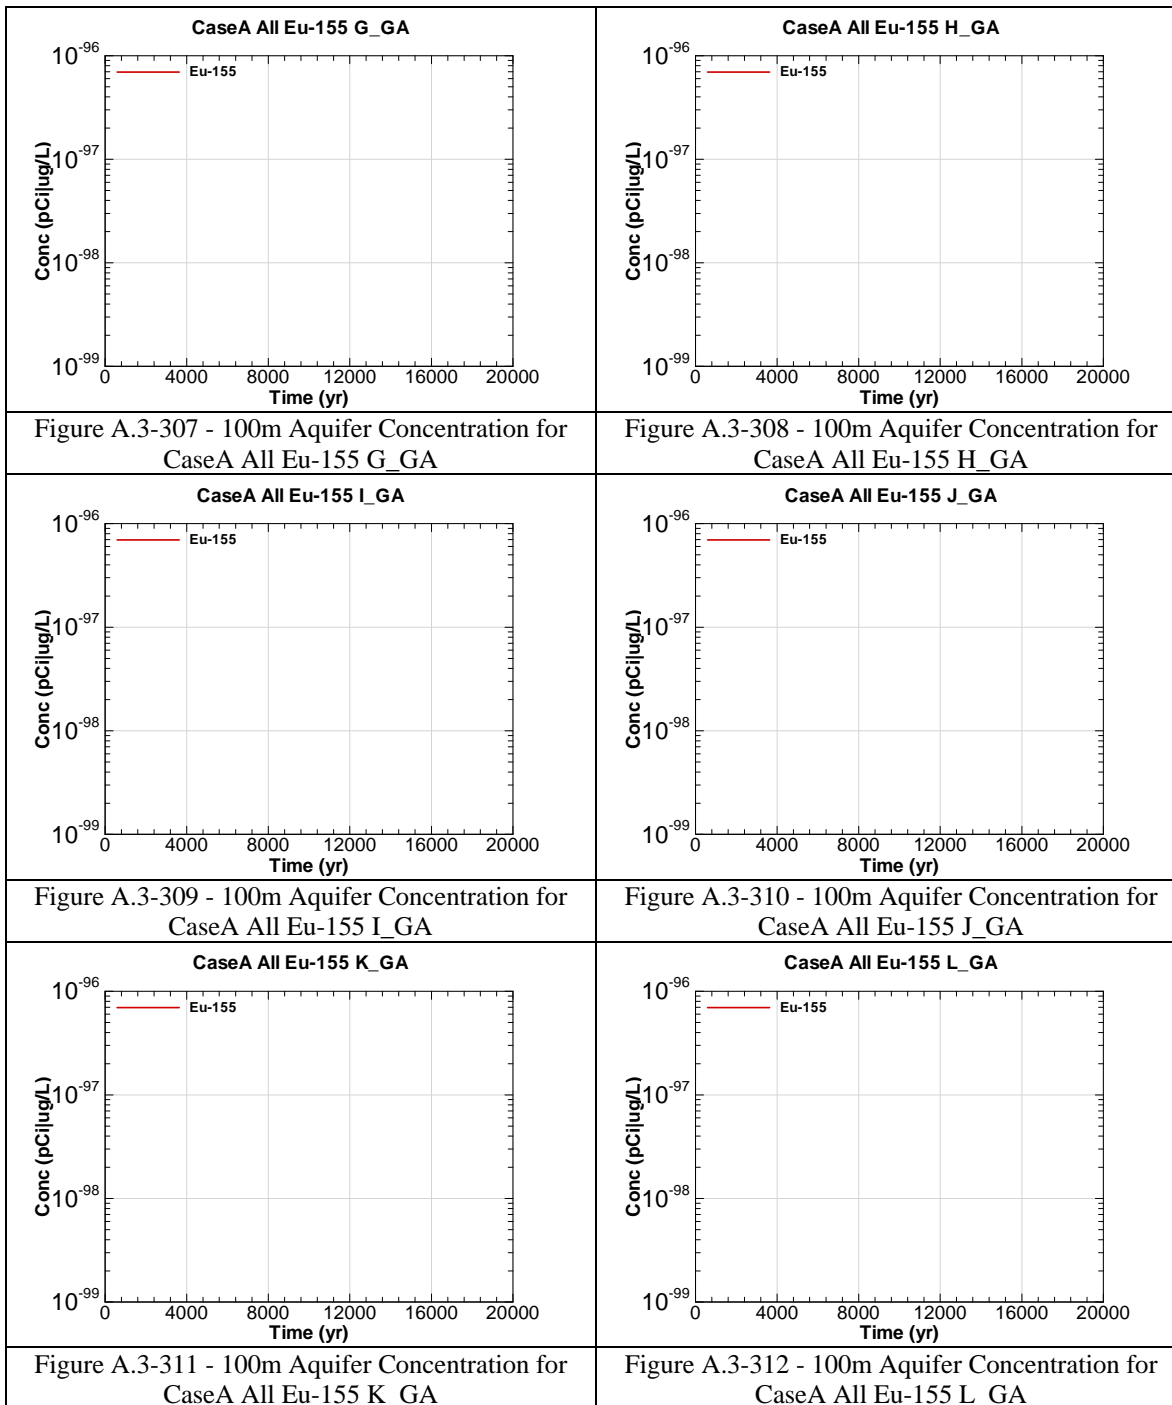 CaseA All Eu-155 G_GA
10^-96
Eu-155
10^-97
10^-98
10^-99
Conc (pCi|ug/L)
0 4000 8000 12000 16000 20000
Time (yr)
Figure A.3-307 - 100m Aquifer Concentration for
CaseA All Eu-155 G_GA
CaseA All Eu-155 H_GA
10^-96
Eu-155
10^-97
10^-98
10^-99
Conc (pCi|ug/L)
0 4000 8000 12000 16000 20000
Time (yr)
Figure A.3-308 - 100m Aquifer Concentration for
CaseA All Eu-155 H_GA
CaseA All Eu-155 I_GA
10^-96
Eu-155
10^-97
10^-98
10^-99
Conc (pCi|ug/L)
0 4000 8000 12000 16000 20000
Time (yr)
Figure A.3-309 - 100m Aquifer Concentration for
CaseA All Eu-155 I_GA
CaseA All Eu-155 J_GA
10^-96
Eu-155
10^-97
10^-98
10^-99
Conc (pCi|ug/L)
0 4000 8000 12000 16000 20000
Time (yr)
Figure A.3-310 - 100m Aquifer Concentration for
CaseA All Eu-155 J_GA
CaseA All Eu-155 K_GA
10^-96
Eu-155
10^-97
10^-98
10^-99
Conc (pCi|ug/L)
0 4000 8000 12000 16000 20000
Time (yr)
Figure A.3-311 - 100m Aquifer Concentration for
CaseA All Eu-155 K_GA
CaseA All Eu-155 L_GA
10^-96
Eu-155
10^-97
10^-98
10^-99
Conc (pCi|ug/L)
0 4000 8000 12000 16000 20000
Time (yr)
Figure A.3-312 - 100m Aquifer Concentration for
CaseA All Eu-155 L_GA